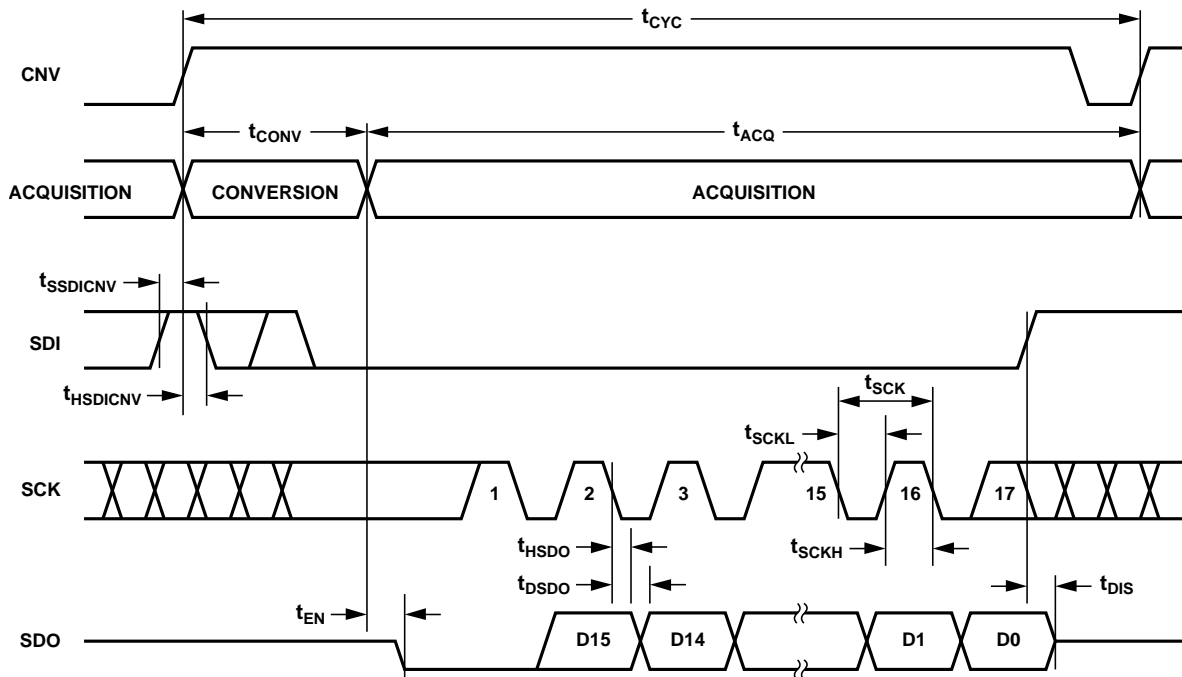 tCYC
CNV
tCONV
tACQ
ACQUISITION
CONVERSION
ACQUISITION
tSSDICNV
SDI
tHSDICNV
tSCK
tSCKL
SCK
1
2
3
15
16
17
tHSDO
tSCKH
tDSDO
tDIS
tEN
SDO
D15
D14
D1
D0